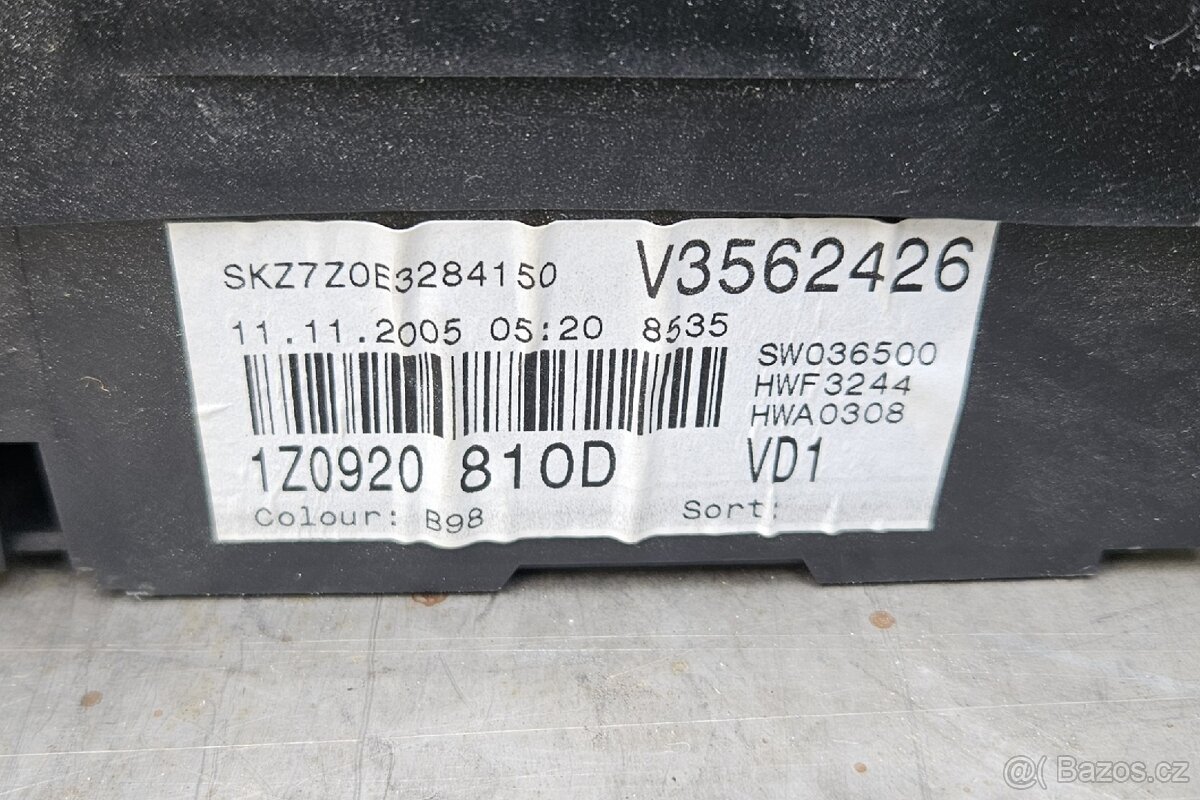 SKZ7Z0E3284150 V3562426
11.11.2005 05:20 8535
SW036500
HWF3244
HWA0308
1Z0920 810D VD1
Colour: B98 Sort:
@( Bazos.cz